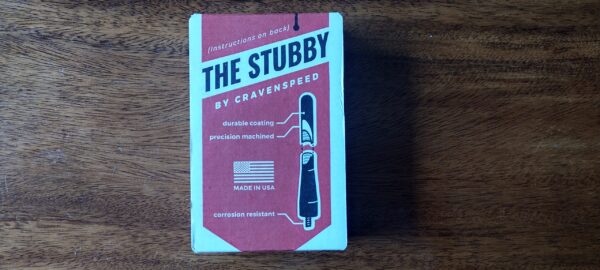 (Instructions on back)
THE STUBBY
BY CRAVENSPEED
durable coating
precision machined
MADE IN USA
corrosion resistant